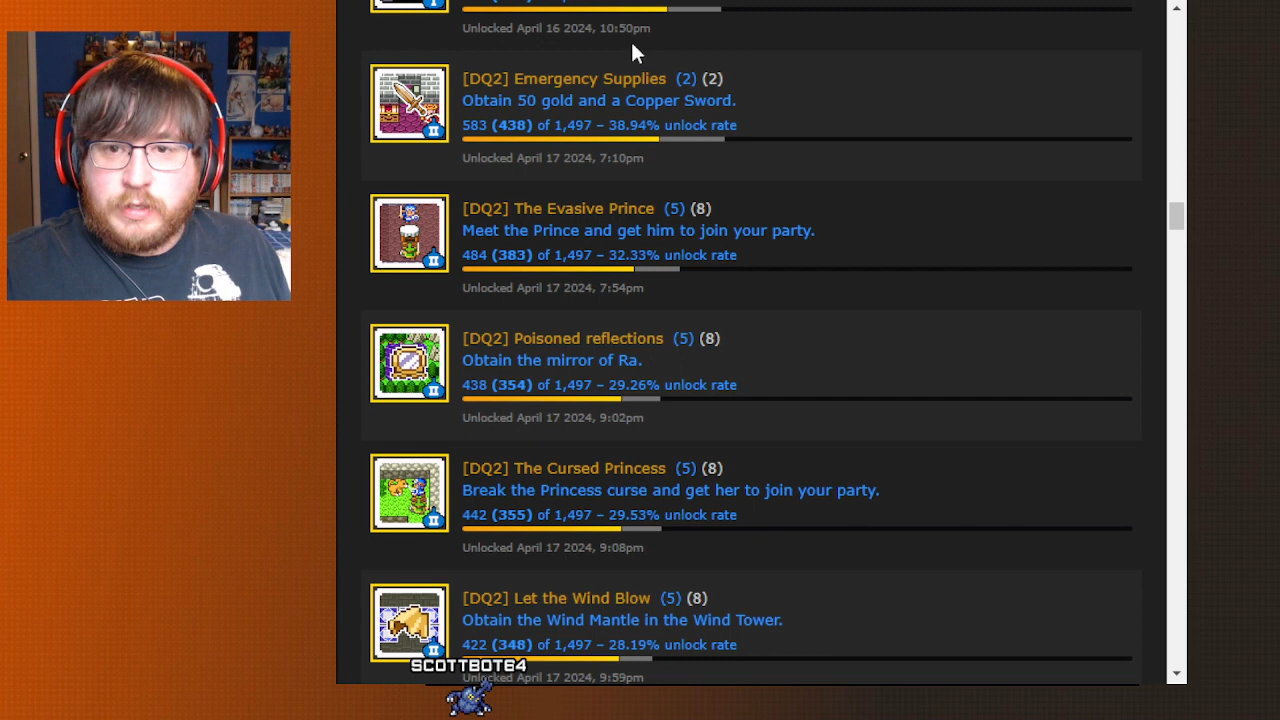 Unlocked April 16 2024, 10:50pm
[DQ2] Emergency Supplies (2) (2)
Obtain 50 gold and a Copper Sword.
583 (438) of 1,497 – 38.94% unlock rate
Unlocked April 17 2024, 7:10pm
[DQ2] The Evasive Prince (5) (8)
Meet the Prince and get him to join your party.
484 (383) of 1,497 – 32.33% unlock rate
Unlocked April 17 2024, 7:54pm
[DQ2] Poisoned reflections (5) (8)
Obtain the mirror of Ra.
438 (354) of 1,497 – 29.26% unlock rate
Unlocked April 17 2024, 9:02pm
[DQ2] The Cursed Princess (5) (8)
Break the Princess curse and get her to join your party.
442 (355) of 1,497 – 29.53% unlock rate
Unlocked April 17 2024, 9:08pm
[DQ2] Let the Wind Blow (5) (8)
Obtain the Wind Mantle in the Wind Tower.
422 (348) of 1,497 – 28.19% unlock rate
SCOTTBOT64
Unlocked April 17 2024, 9:59pm